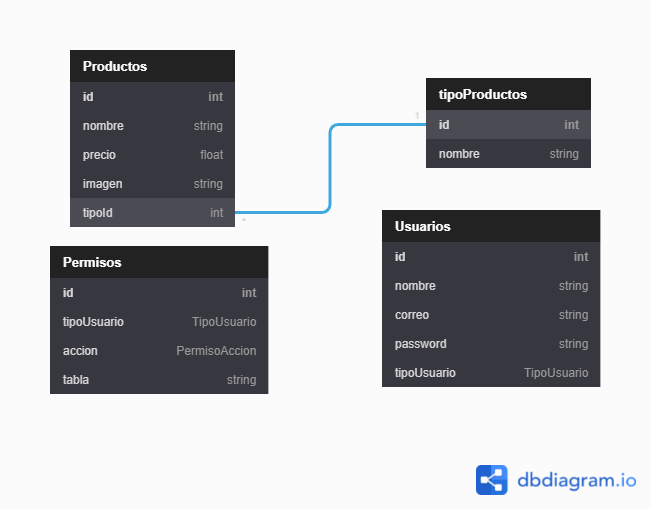 Productos
id int
nombre string
precio float
imagen string
tipoId int
*
1
tipoProductos
id int
nombre string
Permisos
id int
tipoUsuario TipoUsuario
accion PermisoAccion
tabla string
Usuarios
id int
nombre string
correo string
password string
tipoUsuario TipoUsuario
dbdiagram.io